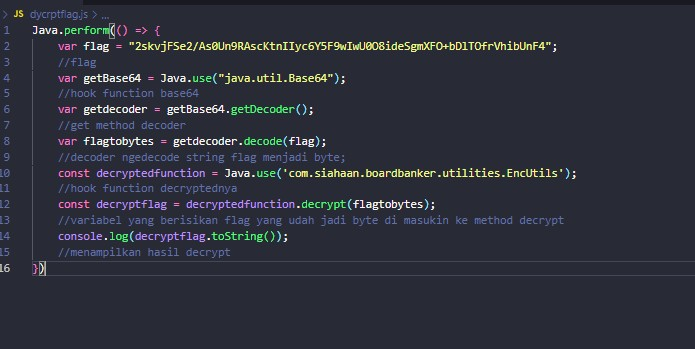 JS dycrptflag.js > ...
1 Java.perform(() => {
2 var flag = "2skvjFSe2/As0Un9RAscKtnIIyc6Y5F9wIwU0O8ideSgmXFO+bDlTOfrVhibUnF4";
3 //flag
4 var getBase64 = Java.use("java.util.Base64");
5 //hook function base64
6 var getdecoder = getBase64.getDecoder();
7 //get method decoder
8 var flagtobytes = getdecoder.decode(flag);
9 //decoder ngedecode string flag menjadi byte;
10 const decryptedfunction = Java.use('com.siahaan.boardbanker.utilities.EncUtils');
11 //hook function decryptednya
12 const decryptflag = decryptedfunction.decrypt(flagtobytes);
13 //variabel yang berisikan flag yang udah jadi byte di masukin ke method decrypt
14 console.log(decryptflag.toString());
15 //menampilkan hasil decrypt
16 })